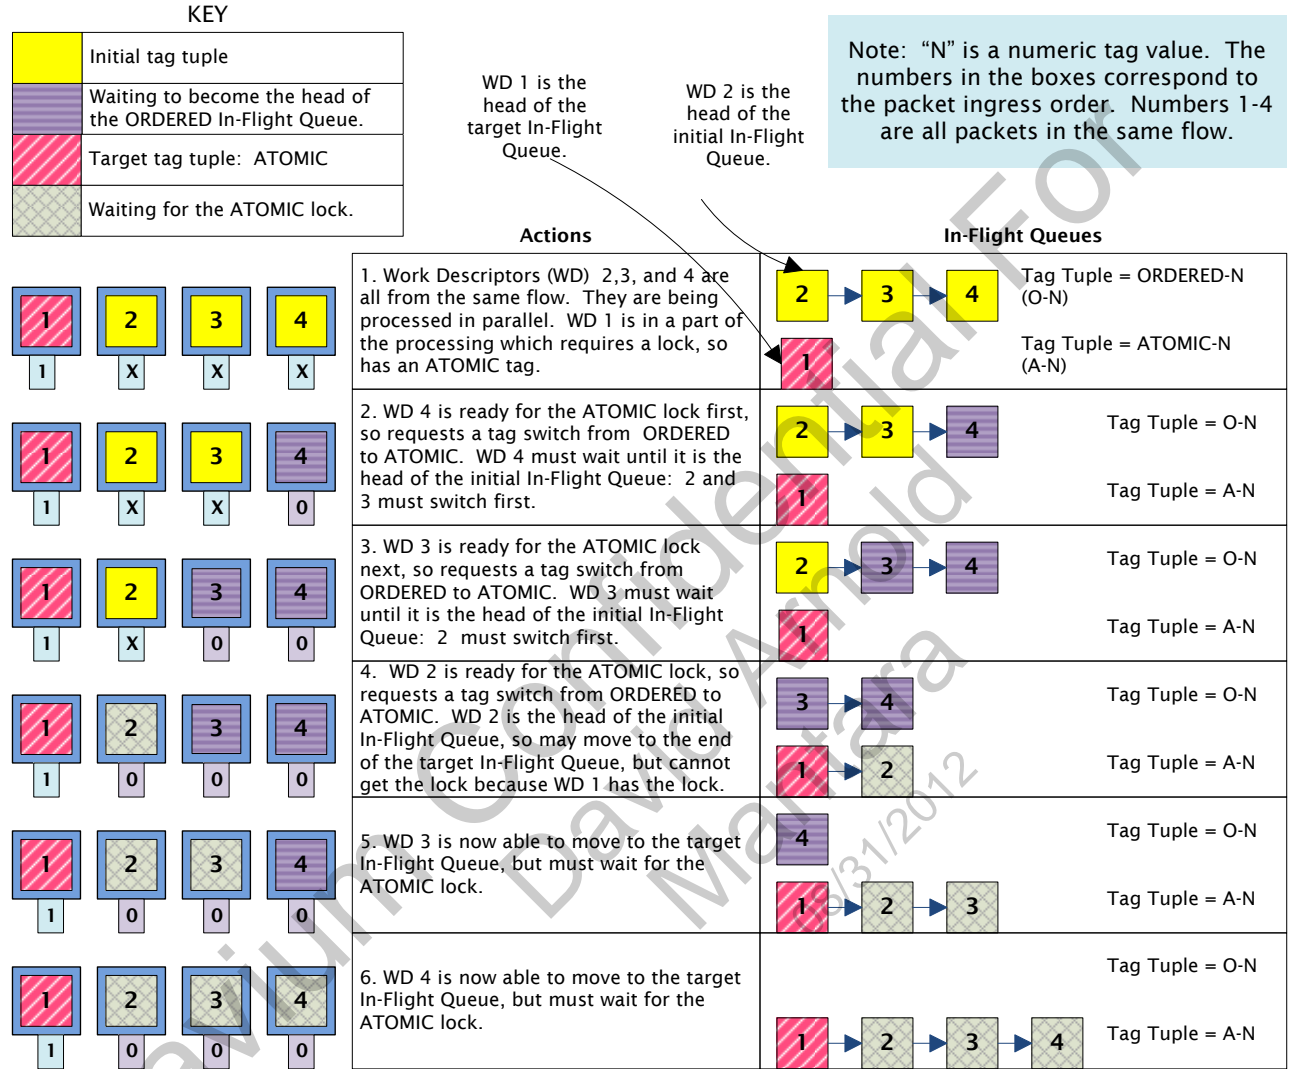 KEY
Initial tag tuple
Waiting to become the head of
the ORDERED In-Flight Queue.
Target tag tuple:  ATOMIC
Waiting for the ATOMIC lock.
WD 1 is the
head of the
target In-Flight
Queue.
WD 2 is the
head of the
initial In-Flight
Queue.
Note:  “N” is a numeric tag value.  The
numbers in the boxes correspond to
the packet ingress order.  Numbers 1-4
are all packets in the same flow.
Actions
In-Flight Queues
1 2 3 4
1 X X X
1. Work Descriptors (WD)  2,3, and 4 are
all from the same flow.  They are being
processed in parallel.  WD 1 is in a part of
the processing which requires a lock, so
has an ATOMIC tag.
2 3 4
Tag Tuple = ORDERED-N
(O-N)
1
Tag Tuple = ATOMIC-N
(A-N)
1 2 3 4
1 X X 0
2. WD 4 is ready for the ATOMIC lock first,
so requests a tag switch from  ORDERED
to ATOMIC.  WD 4 must wait until it is the
head of the initial In-Flight Queue:  2 and
3 must switch first.
2 3 4
Tag Tuple = O-N
1
Tag Tuple = A-N
1 2 3 4
1 X 0 0
3. WD 3 is ready for the ATOMIC lock
next, so requests a tag switch from
ORDERED to ATOMIC.  WD 3 must wait
until it is the head of the initial In-Flight
Queue:  2  must switch first.
2 3 4
Tag Tuple = O-N
1
Tag Tuple = A-N
1 2 3 4
1 0 0 0
4.  WD 2 is ready for the ATOMIC lock, so
requests a tag switch from ORDERED to
ATOMIC.  WD 2 is the head of the initial
In-Flight Queue, so may move to the end
of the target In-Flight Queue, but cannot
get the lock because WD 1 has the lock.
3 4
Tag Tuple = O-N
1 2
Tag Tuple = A-N
1 2 3 4
1 0 0 0
5. WD 3 is now able to move to the target
In-Flight Queue, but must wait for the
ATOMIC lock.
4
Tag Tuple = O-N
1 2 3
Tag Tuple = A-N
1 2 3 4
1 0 0 0
6. WD 4 is now able to move to the target
In-Flight Queue, but must wait for the
ATOMIC lock.
Tag Tuple = O-N
1 2 3 4
Tag Tuple = A-N
Confidential For
David Arnold
Mantara